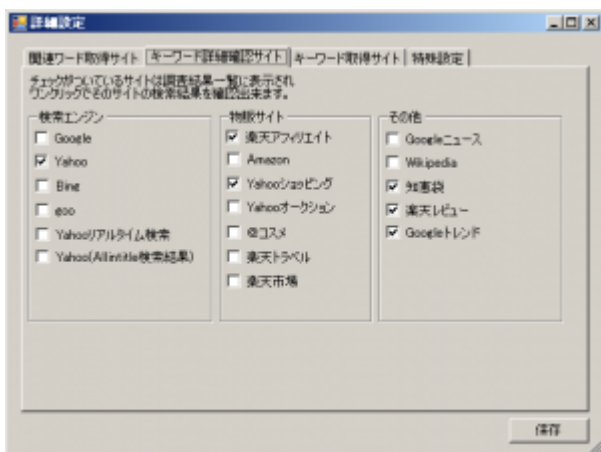 詳細設定
関連ワード取得サイト
キーワード詳細確認サイト
キーワード取得サイト
特殊設定
チェックがついているサイトは調査結果一覧に表示され
ワンクリックでそのサイトの検索結果を確認出来ます。
検索エンジン
Google
Yahoo
Bing
goo
Yahooリアルタイム検索
Yahoo(Allintitle検索結果)
物販サイト
楽天アフィリエイト
Amazon
Yahooショッピング
Yahooオークション
@コスメ
楽天トラベル
楽天市場
その他
Googleニュース
Wikipedia
知恵袋
楽天レビュー
Googleトレンド
保存